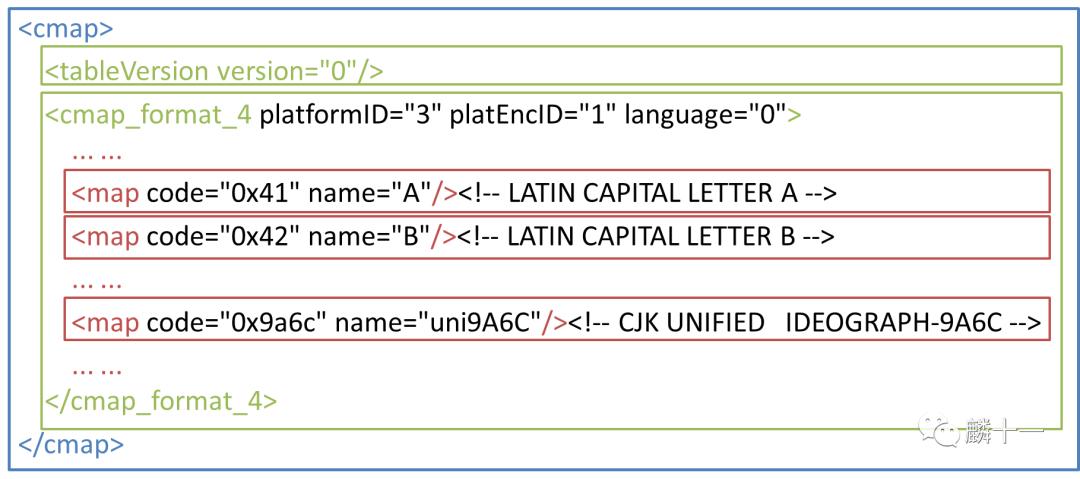 <cmap>
<tableVersion version="0"/>
<cmap_format_4 platformID="3" platEncID="1" language="0">
... ...
<map code="0x41" name="A"/><!-- LATIN CAPITAL LETTER A -->
<map code="0x42" name="B"/><!-- LATIN CAPITAL LETTER B -->
... ...
<map code="0x9a6c" name="uni9A6C"/><!-- CJK UNIFIED   IDEOGRAPH-9A6C -->
... ...
</cmap_format_4>
麟十一
</cmap>